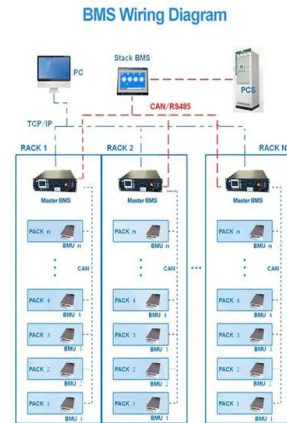 BMS Wiring Diagram
PC
Stack BMS
PCS
CAN/RS485
TCP/IP
RACK 1
RACK 2
RACK N
Master BMS
Master BMS
Master BMS
PACK n
BMU n
PACK n
BMU n
PACK n
BMU n
CAN
CAN
CAN
PACK 4
BMU 4
PACK 4
BMU 4
PACK 4
BMU 4
PACK 3
BMU 3
PACK 3
BMU 3
PACK 3
BMU 3
PACK 2
BMU 2
PACK 2
BMU 2
PACK 2
BMU 2
PACK 1
BMU 1
PACK 1
BMU 1
PACK 1
BMU 1